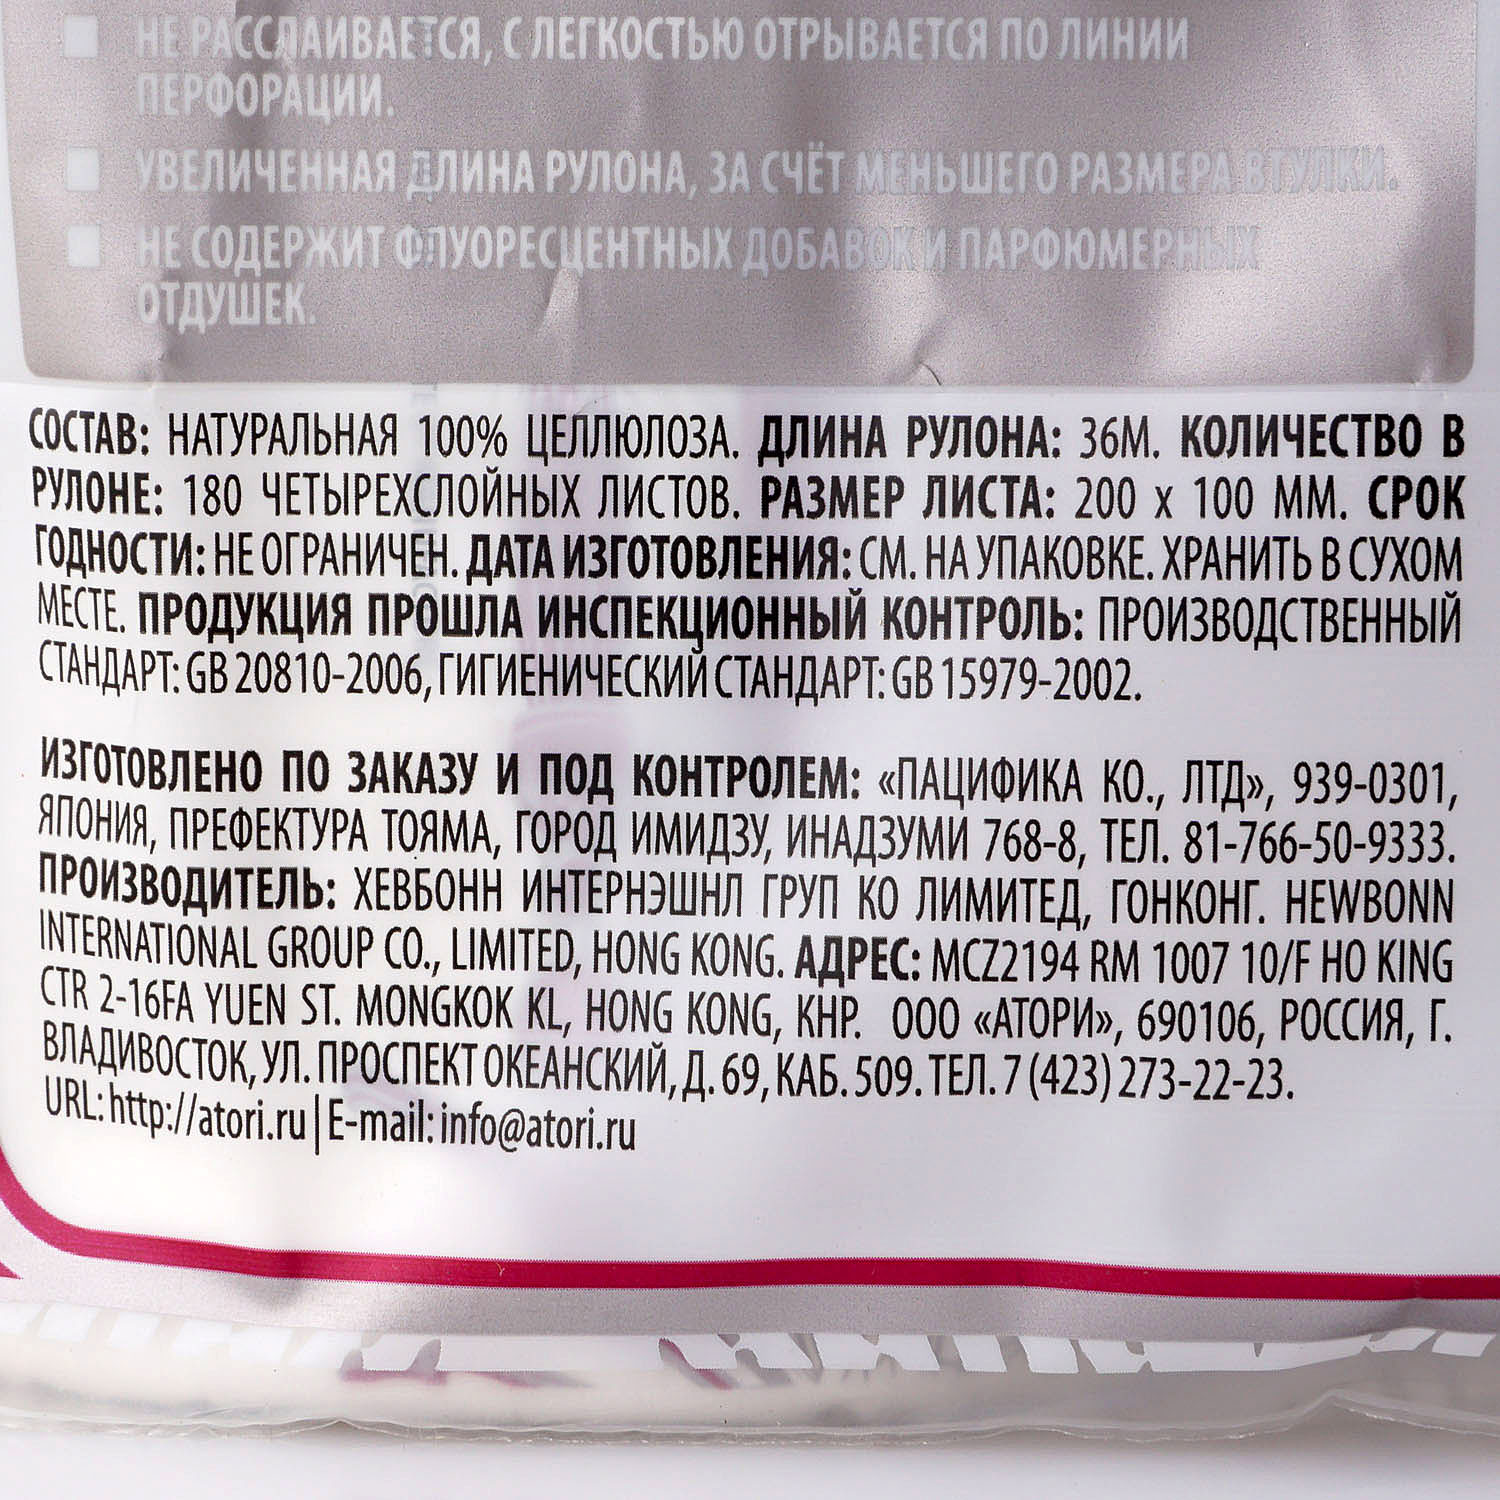 НЕ РАССЛАИВАЕТСЯ, С ЛЕГКОСТЬЮ ОТРЫВАЕТСЯ ПО ЛИНИИ
ПЕРФОРАЦИИ.
УВЕЛИЧЕННАЯ ДЛИНА РУЛОНА, ЗА СЧЁТ МЕНЬШЕГО РАЗМЕРА ВТУЛКИ.
НЕ СОДЕРЖИТ ФЛУОРЕСЦЕНТНЫХ ДОБАВОК И ПАРФЮМЕРНЫХ
ОТДУШЕК.
СОСТАВ: НАТУРАЛЬНАЯ 100% ЦЕЛЛЮЛОЗА. ДЛИНА РУЛОНА: 36М. КОЛИЧЕСТВО В
РУЛОНЕ: 180 ЧЕТЫРЕХСЛОЙНЫХ ЛИСТОВ. РАЗМЕР ЛИСТА: 200 х 100 ММ. СРОК
ГОДНОСТИ: НЕ ОГРАНИЧЕН. ДАТА ИЗГОТОВЛЕНИЯ: СМ. НА УПАКОВКЕ. ХРАНИТЬ В СУХОМ
МЕСТЕ. ПРОДУКЦИЯ ПРОШЛА ИНСПЕКЦИОННЫЙ КОНТРОЛЬ: ПРОИЗВОДСТВЕННЫЙ
СТАНДАРТ: GB 20810-2006, ГИГИЕНИЧЕСКИЙ СТАНДАРТ: GB 15979-2002.
ИЗГОТОВЛЕНО ПО ЗАКАЗУ И ПОД КОНТРОЛЕМ: «ПАЦИФИКА КО., ЛТД», 939-0301,
ЯПОНИЯ, ПРЕФЕКТУРА ТОЯМА, ГОРОД ИМИДЗУ, ИНАДЗУМИ 768-8, ТЕЛ. 81-766-50-9333.
ПРОИЗВОДИТЕЛЬ: ХЕВБОНН ИНТЕРНЭШНЛ ГРУП КО ЛИМИТЕД, ГОНКОНГ. NEWBONN
INTERNATIONAL GROUP CO., LIMITED, HONG KONG. АДРЕС: MCZ2194 RM 1007 10/F HO KING
CTR 2-16FA YUEN ST. MONGKOK KL, HONG KONG, КНР. ООО «АТОРИ», 690106, РОССИЯ, Г.
ВЛАДИВОСТОК, УЛ. ПРОСПЕКТ ОКЕАНСКИЙ, Д. 69, КАБ. 509. ТЕЛ. 7 (423) 273-22-23.
URL: http://atori.ru | E-mail: info@atori.ru